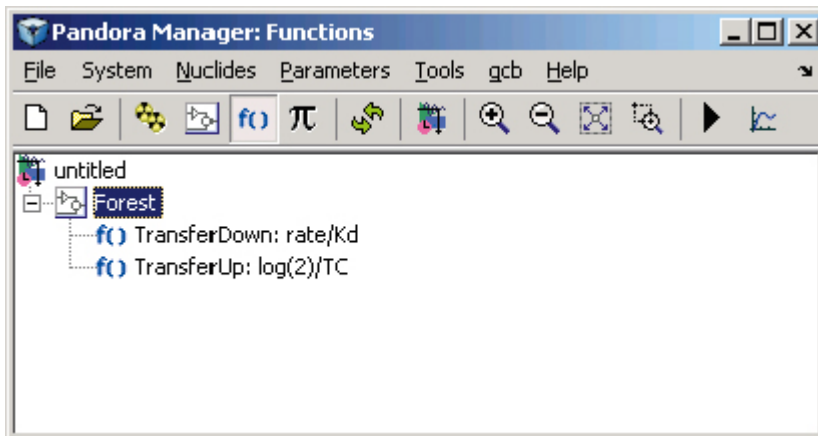 Pandora Manager: Functions
File System Nuclides Parameters Tools gcb Help
f() π
untitled
Forest
f() TransferDown: rate/Kd
f() TransferUp: log(2)/TC